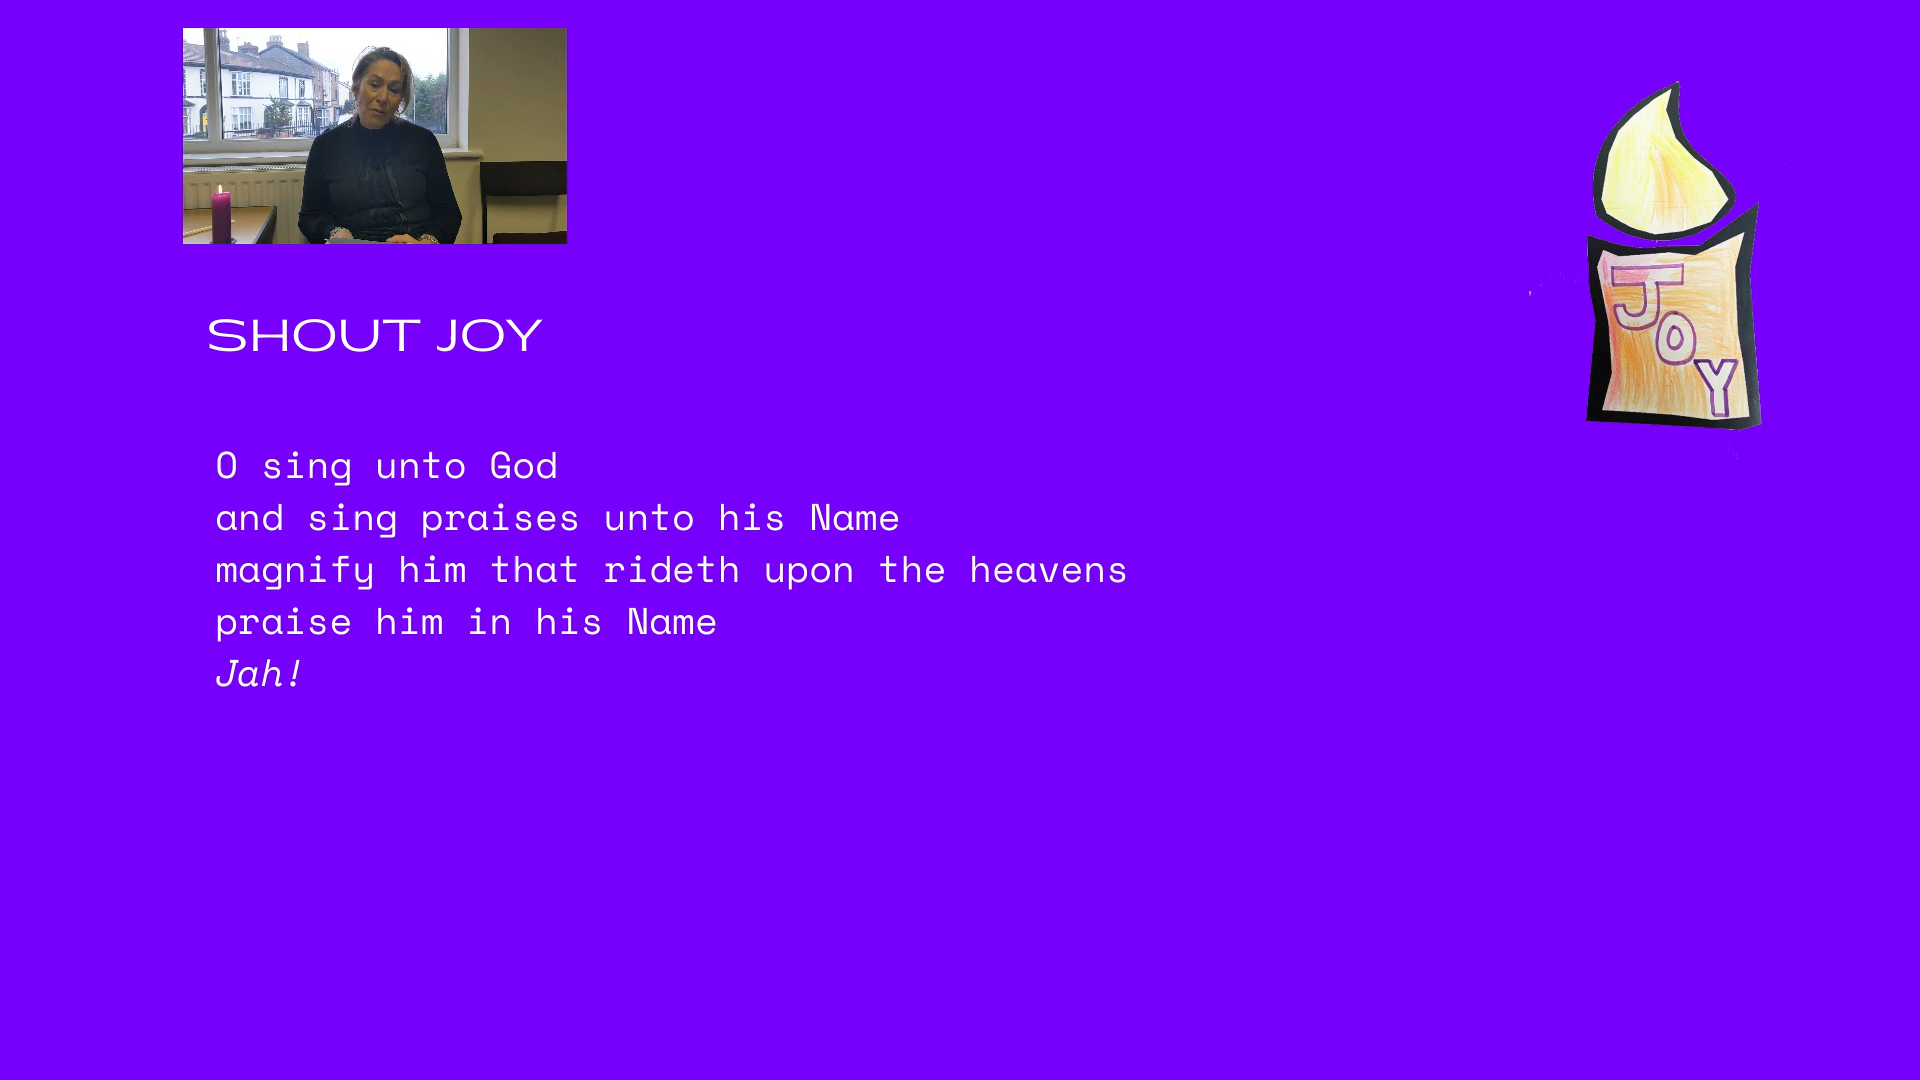 SHOUT JOY
O sing unto God
and sing praises unto his Name
magnify him that rideth upon the heavens
praise him in his Name
Jah!
JOY